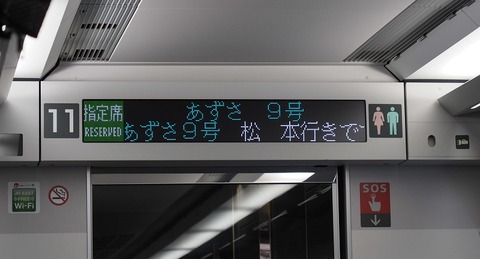 11
指定席
RESERVED
あずさ 9号
あずさ9号 松 本行きで
SOS
Wi-Fi